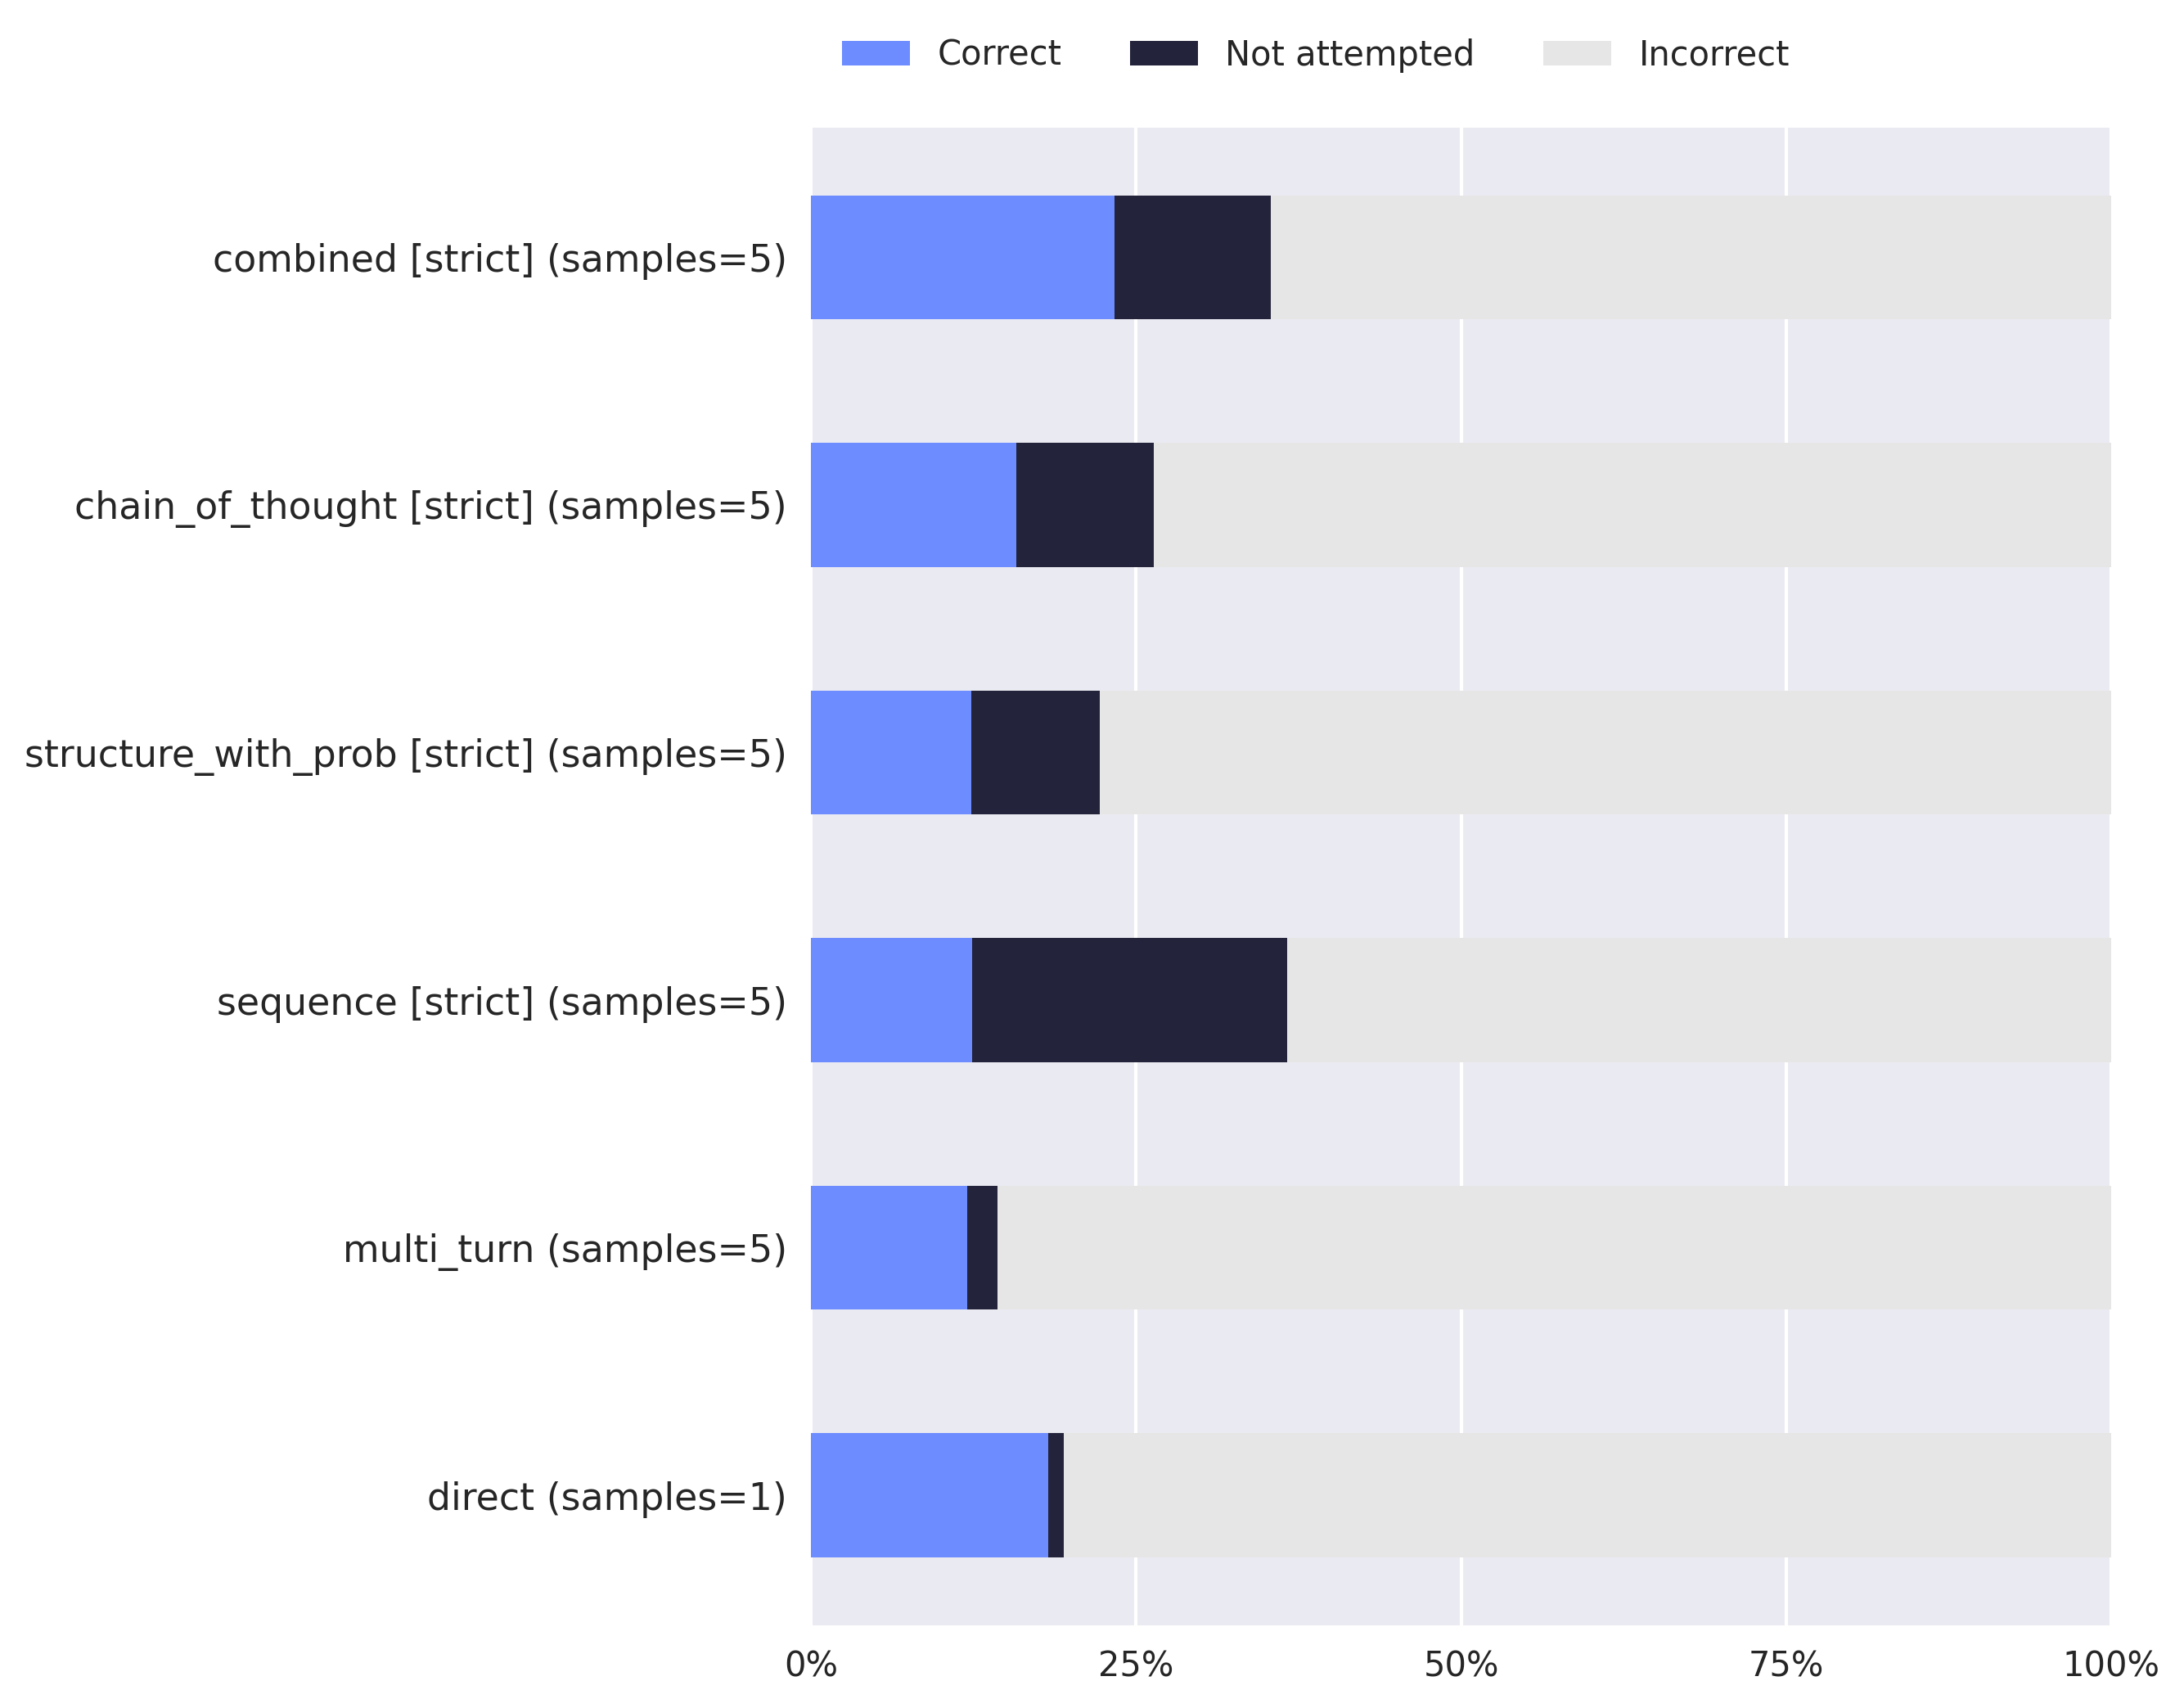 Correct Not attempted Incorrect
combined [strict] (samples=5)
chain_of_thought [strict] (samples=5)
structure_with_prob [strict] (samples=5)
sequence [strict] (samples=5)
multi_turn (samples=5)
direct (samples=1)
0% 25% 50% 75% 100%